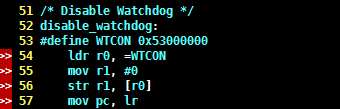 51 /* Disable Watchdog */
52 disable_watchdog:
53 #define WTCON 0x53000000
>> 54     ldr r0, =WTCON
>> 55     mov r1, #0
>> 56     str r1, [r0]
>> 57     mov pc, lr